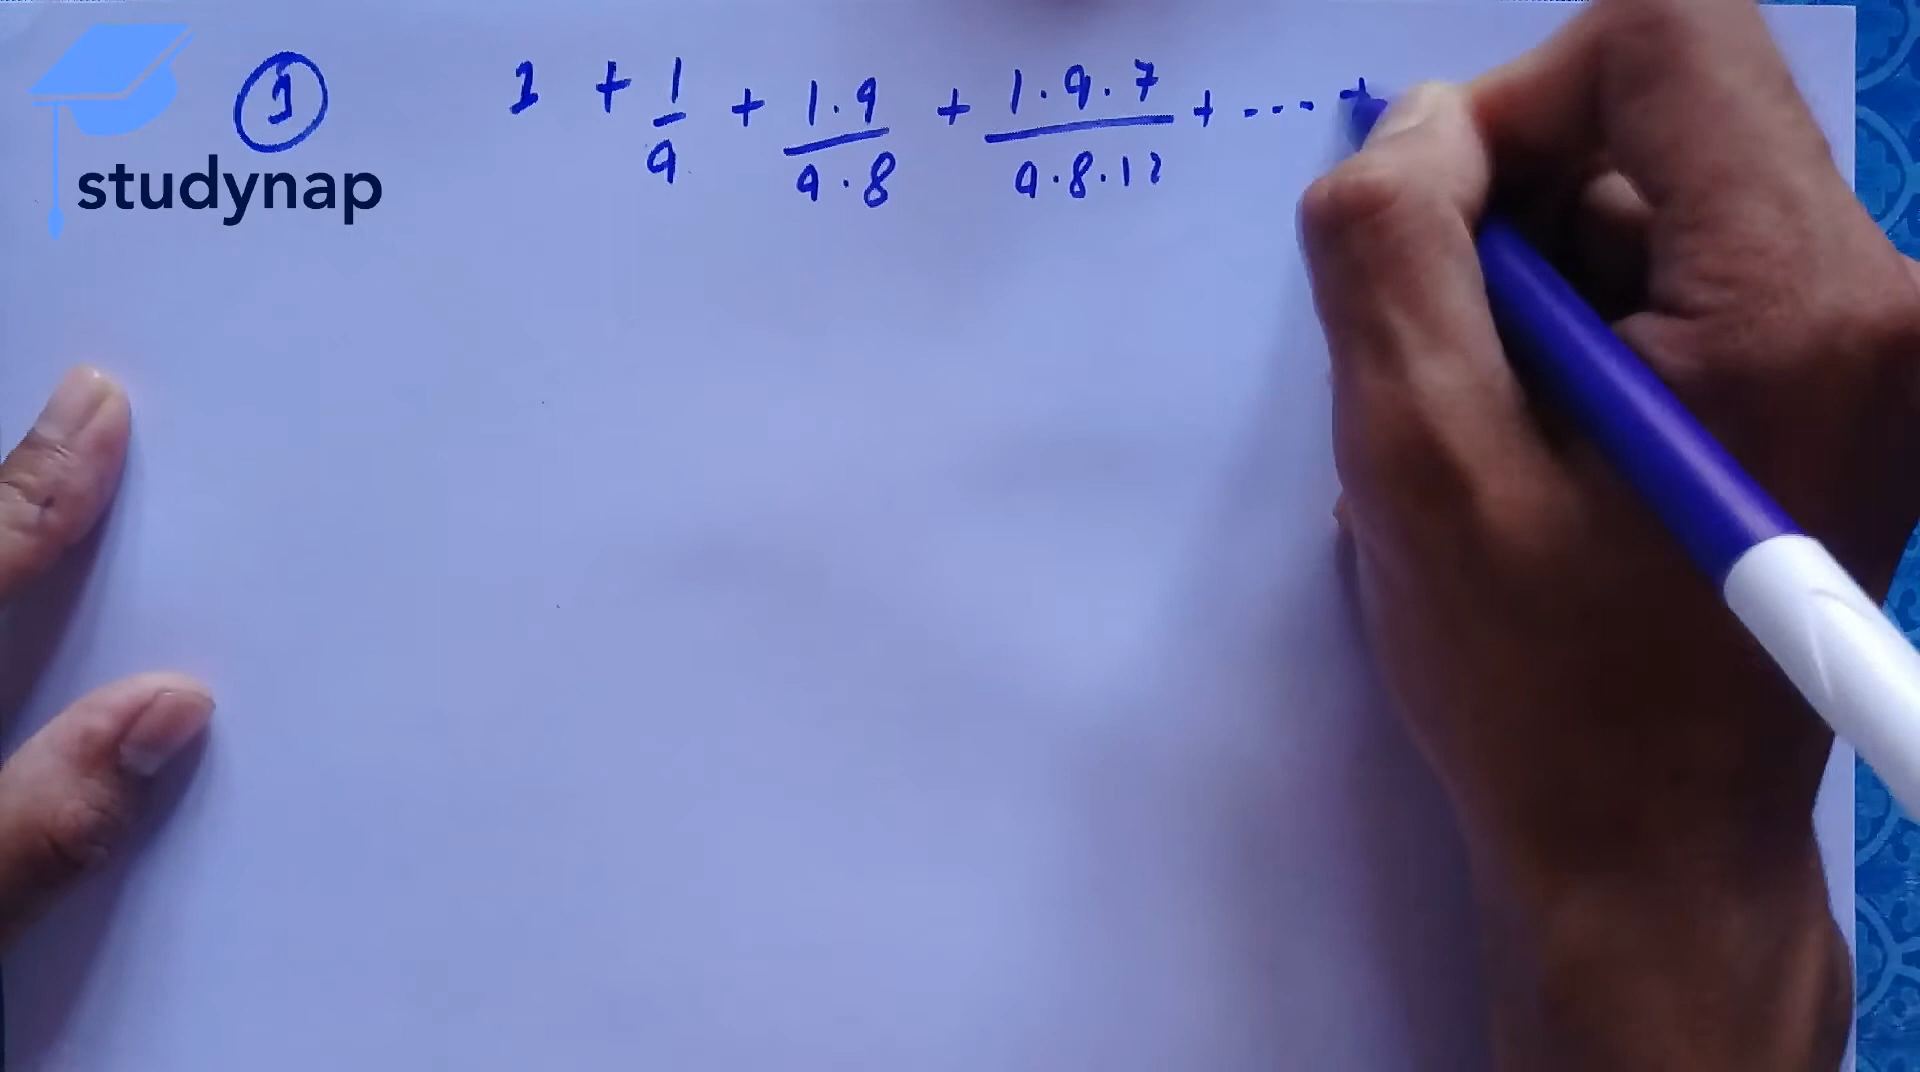 studynap
① 1 + 1/4 + 1·4/4·8 + 1·4·7/4·8·12 + ··· +